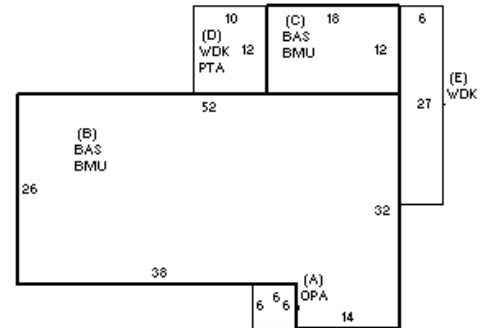 10
(D)
WDK 12
PTA
(C) 18
BAS
BMU 12
6
(E)
WDK
27
52
(B)
BAS
BMU
26
32
38
(A)
OPA
6 6 6
14